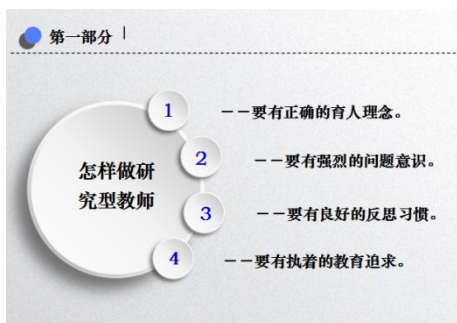 第一部分
1
－－要有正确的育人理念。
2
－－要有强烈的问题意识。
怎样做研
究型教师
3
－－要有良好的反思习惯。
4
－－要有执着的教育追求。